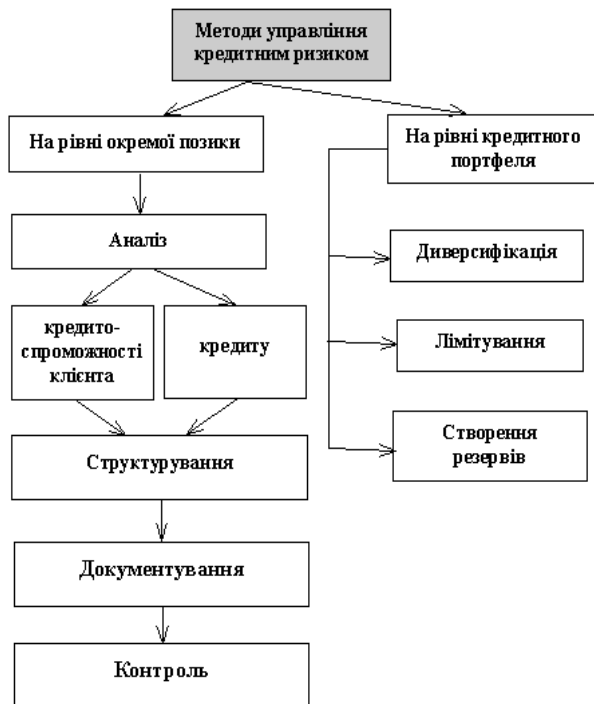 Методи управління
кредитним ризиком
На рівні окремої позики
На рівні кредитного
портфеля
Аналіз
Диверсифікація
кредито-
спроможності
клієнта
кредиту
Лімітування
Структурування
Створення
резервів
Документування
Контроль